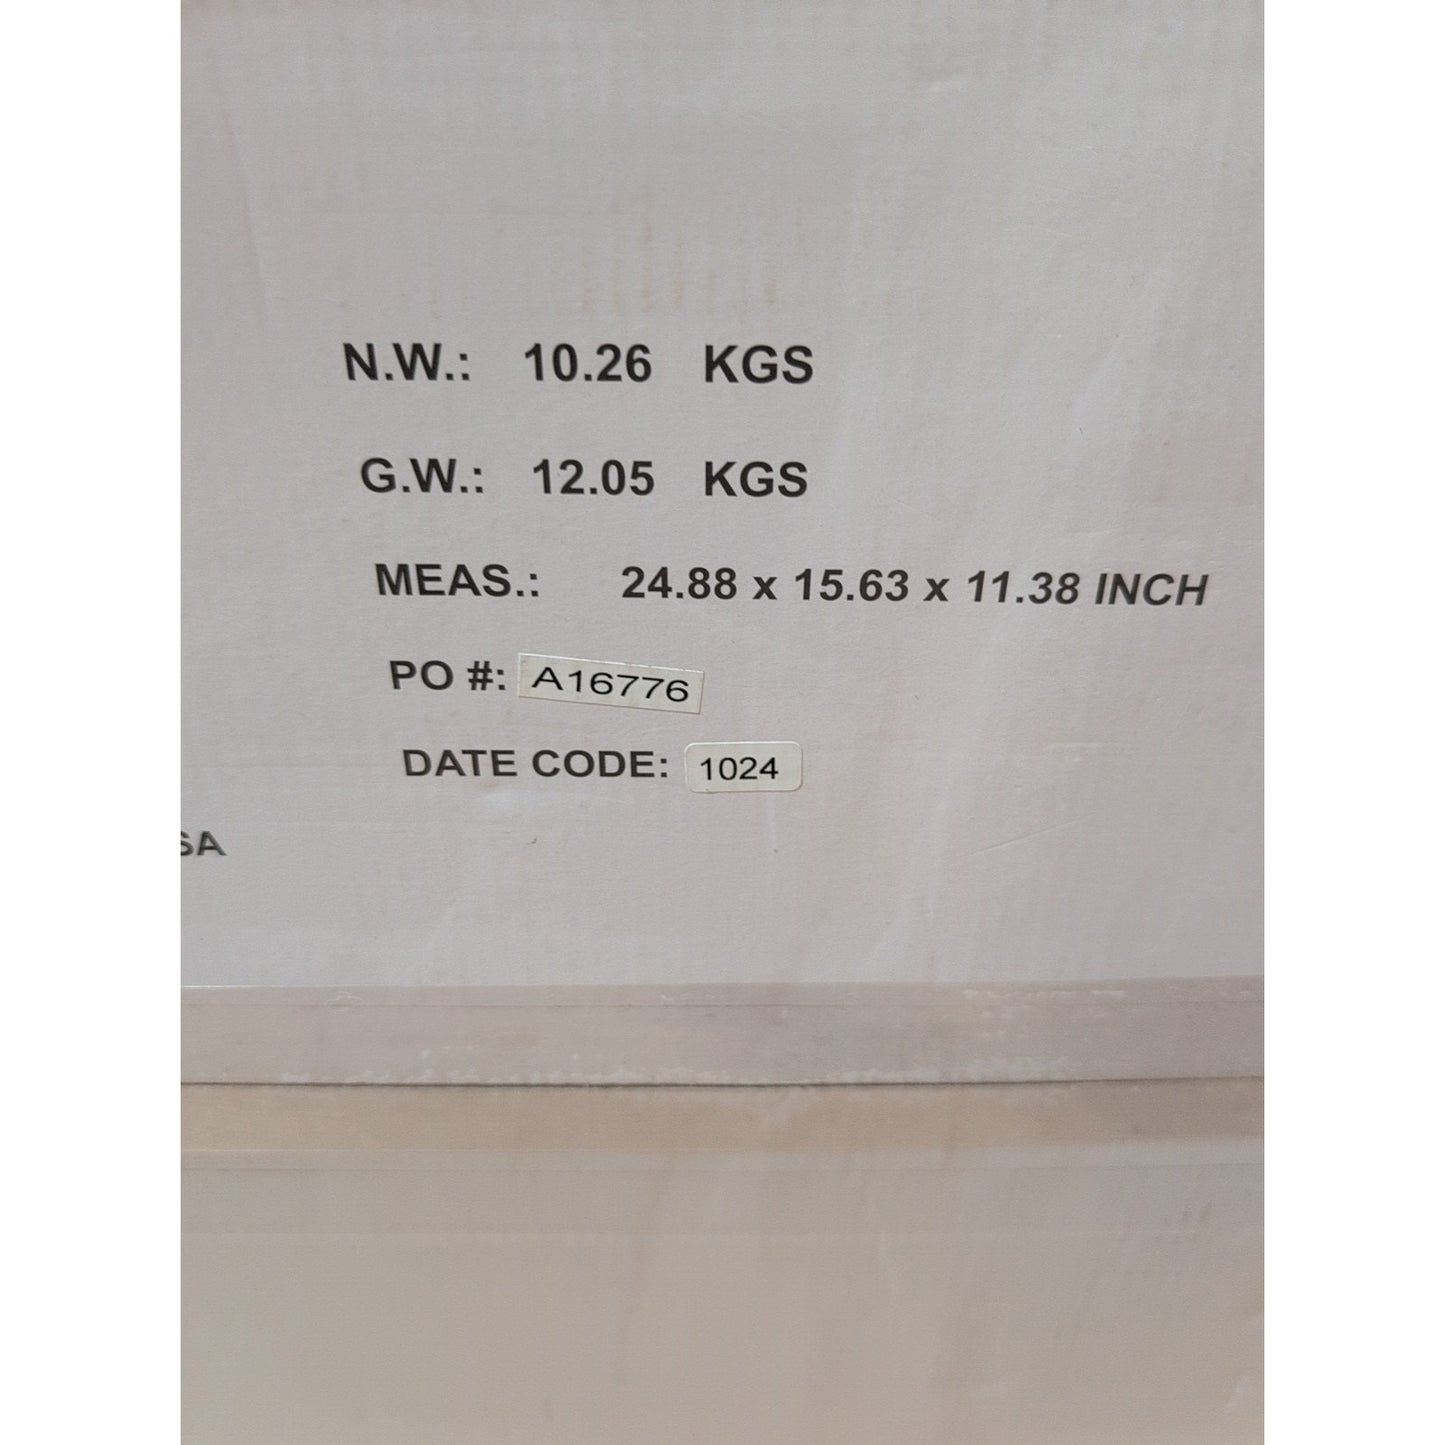 N.W.: 10.26 KGS
G.W.: 12.05 KGS
MEAS.: 24.88 x 15.63 x 11.38 INCH
PO #: A16776
DATE CODE: 1024
SA